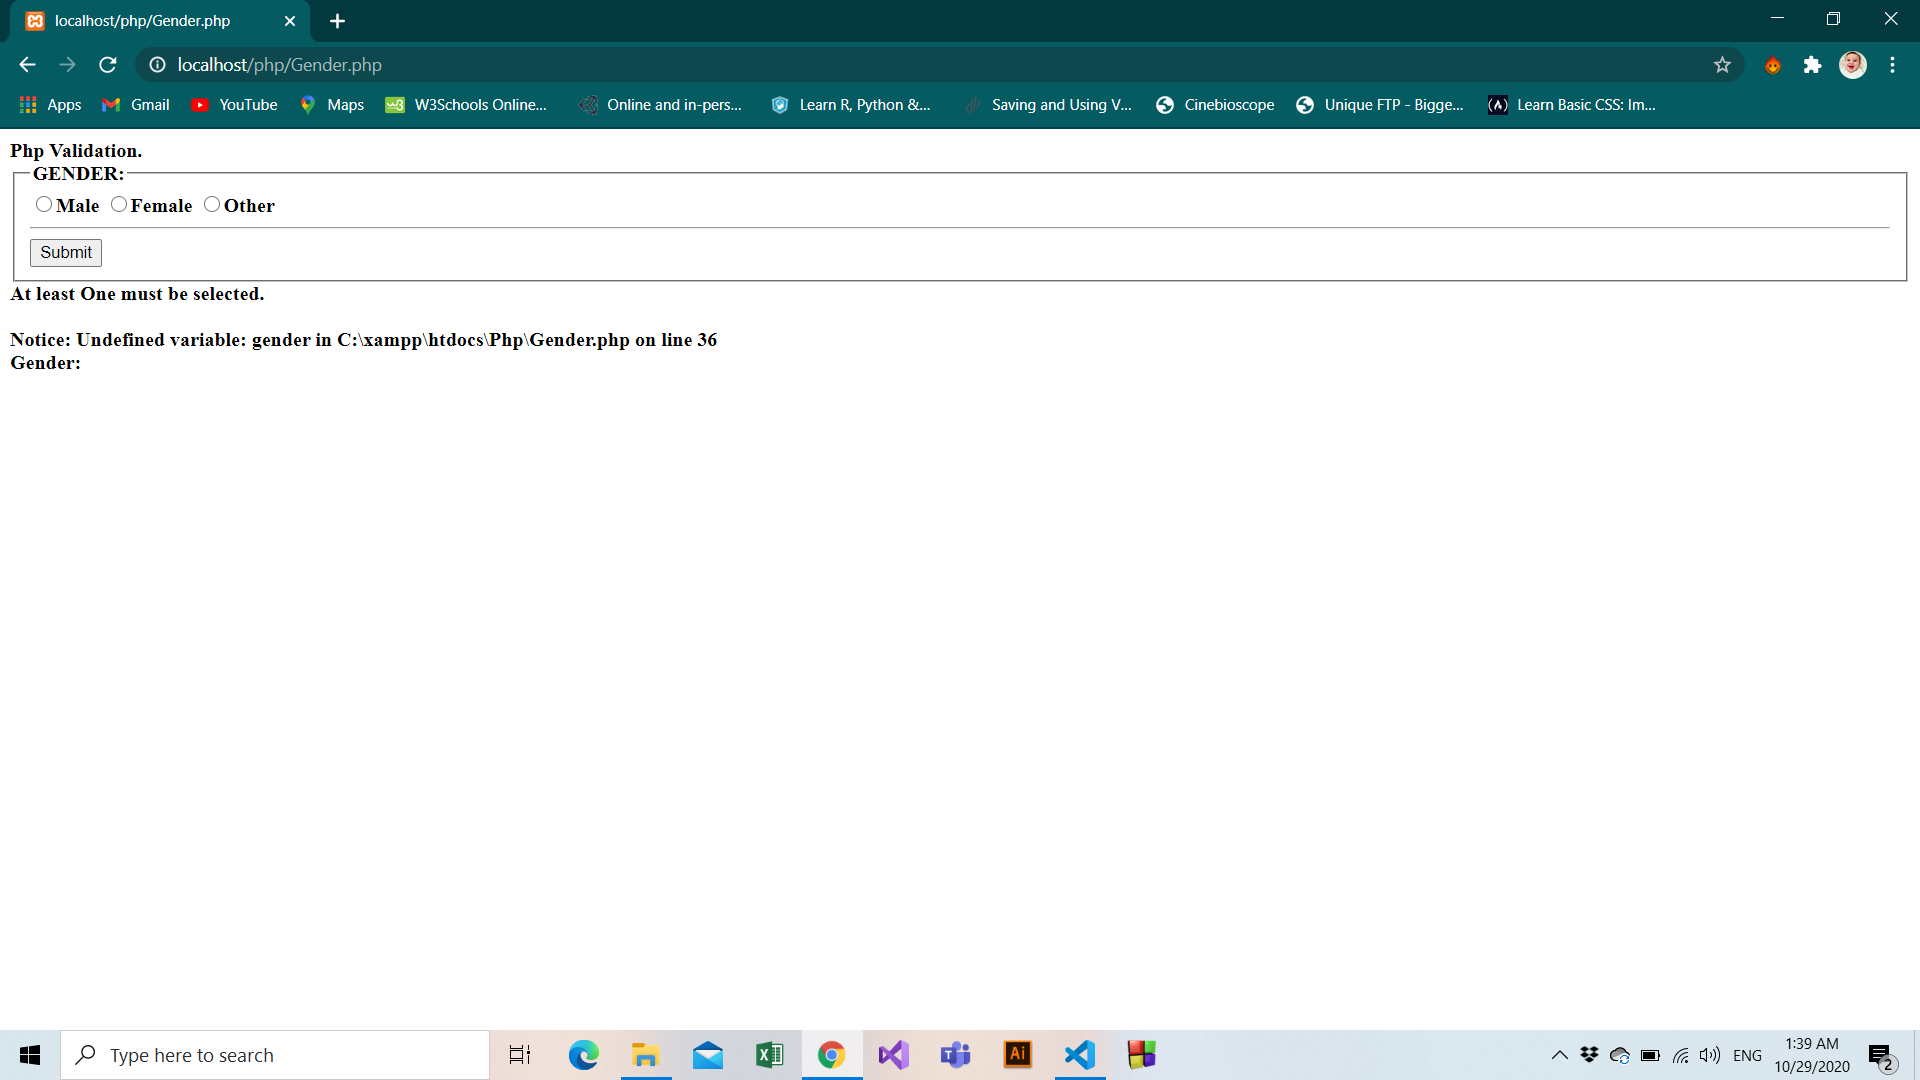 localhost/php/Gender.php
localhost/php/Gender.php
Apps Gmail YouTube Maps W3Schools Online... Online and in-pers... Learn R, Python &... Saving and Using V... Cinebioscope Unique FTP - Bigge... Learn Basic CSS: Im...
Php Validation.
GENDER:
Male Female Other
Submit
At least One must be selected.
Notice: Undefined variable: gender in C:\xampp\htdocs\Php\Gender.php on line 36
Gender:
Type here to search
ENG
1:39 AM
10/29/2020
2